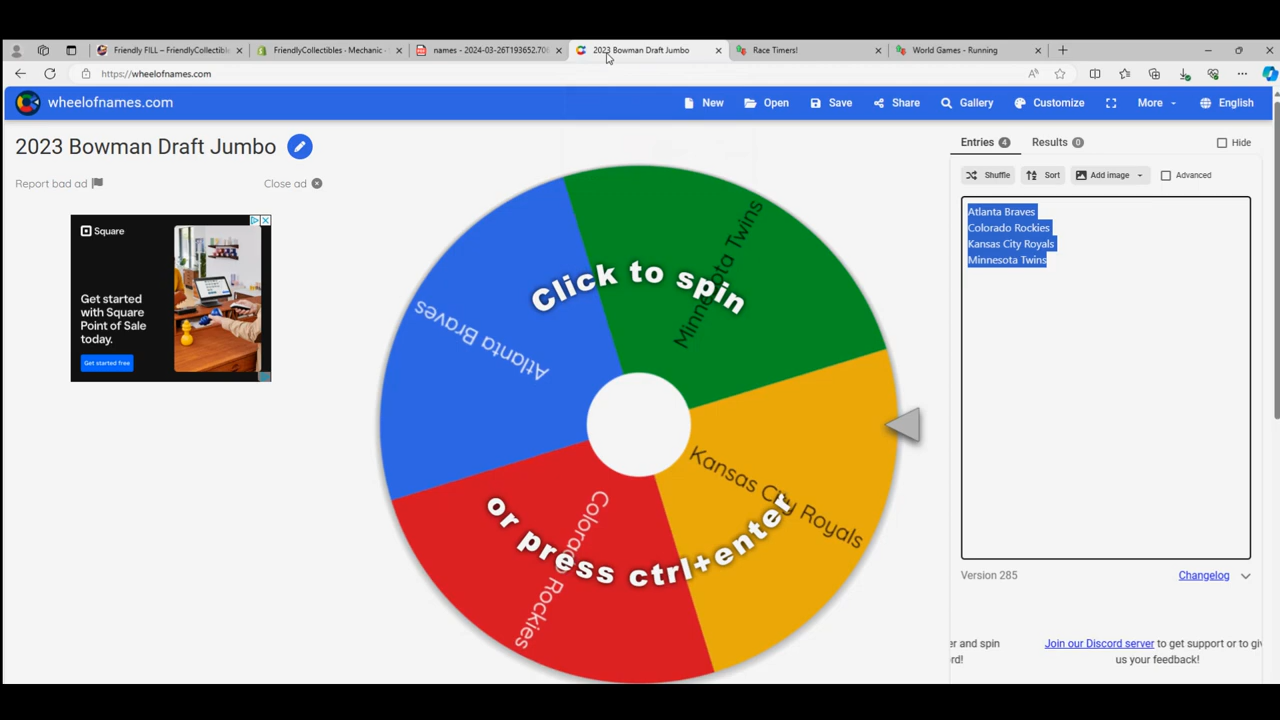 Friendly FILL – FriendlyCollectibl
FriendlyCollectibles - Mechanic -
names - 2024-03-26T193652.70
2023 Bowman Draft Jumbo
Race Timers!
World Games - Running
https://wheelofnames.com
wheelofnames.com
New
Open
Save
Share
Gallery
Customize
More
English
2023 Bowman Draft Jumbo
Report bad ad
Close ad
Square
Get started
with Square
Point of Sale
today.
Get started free
Click to spin
or press ctrl+enter
Minnesota Twins
Atlanta Braves
Kansas City Royals
Colorado Rockies
Entries 4
Results 0
Hide
Shuffle
Sort
Add image
Advanced
Atlanta Braves
Colorado Rockies
Kansas City Royals
Minnesota Twins
Version 285
Changelog
er and spin
rd!
Join our Discord server to get support or to giv
us your feedback!